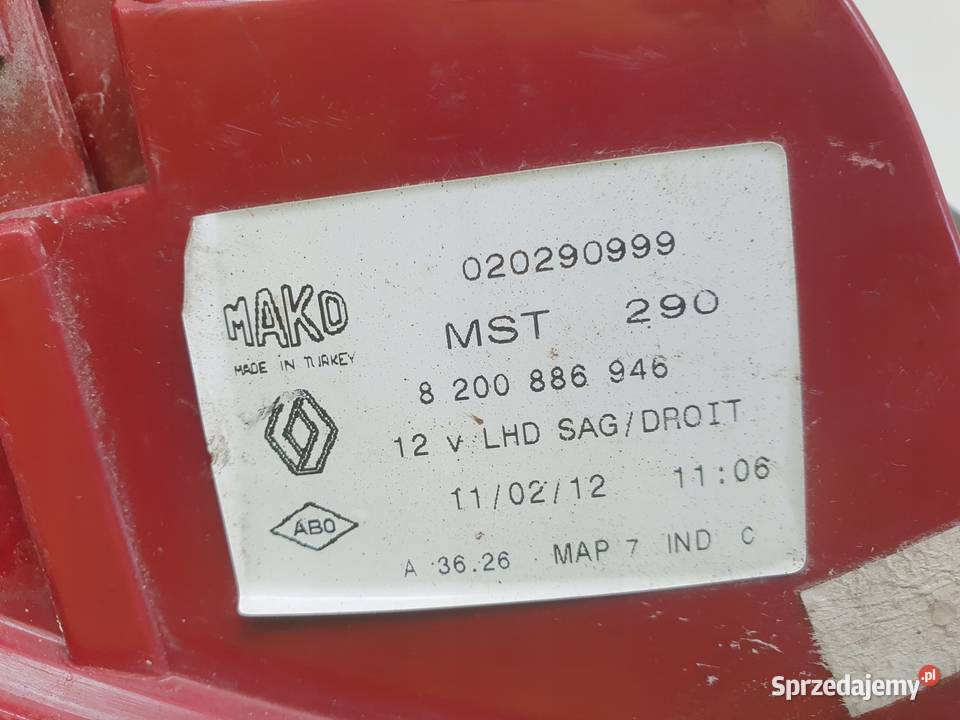 020290999
MAKO
MADE IN TURKEY
MST 290
8 200 886 946
12 v LHD SAG/DROIT
11/02/12 11:06
ABO
A 36.26 MAP 7 IND C
Sprzedajemy.pl